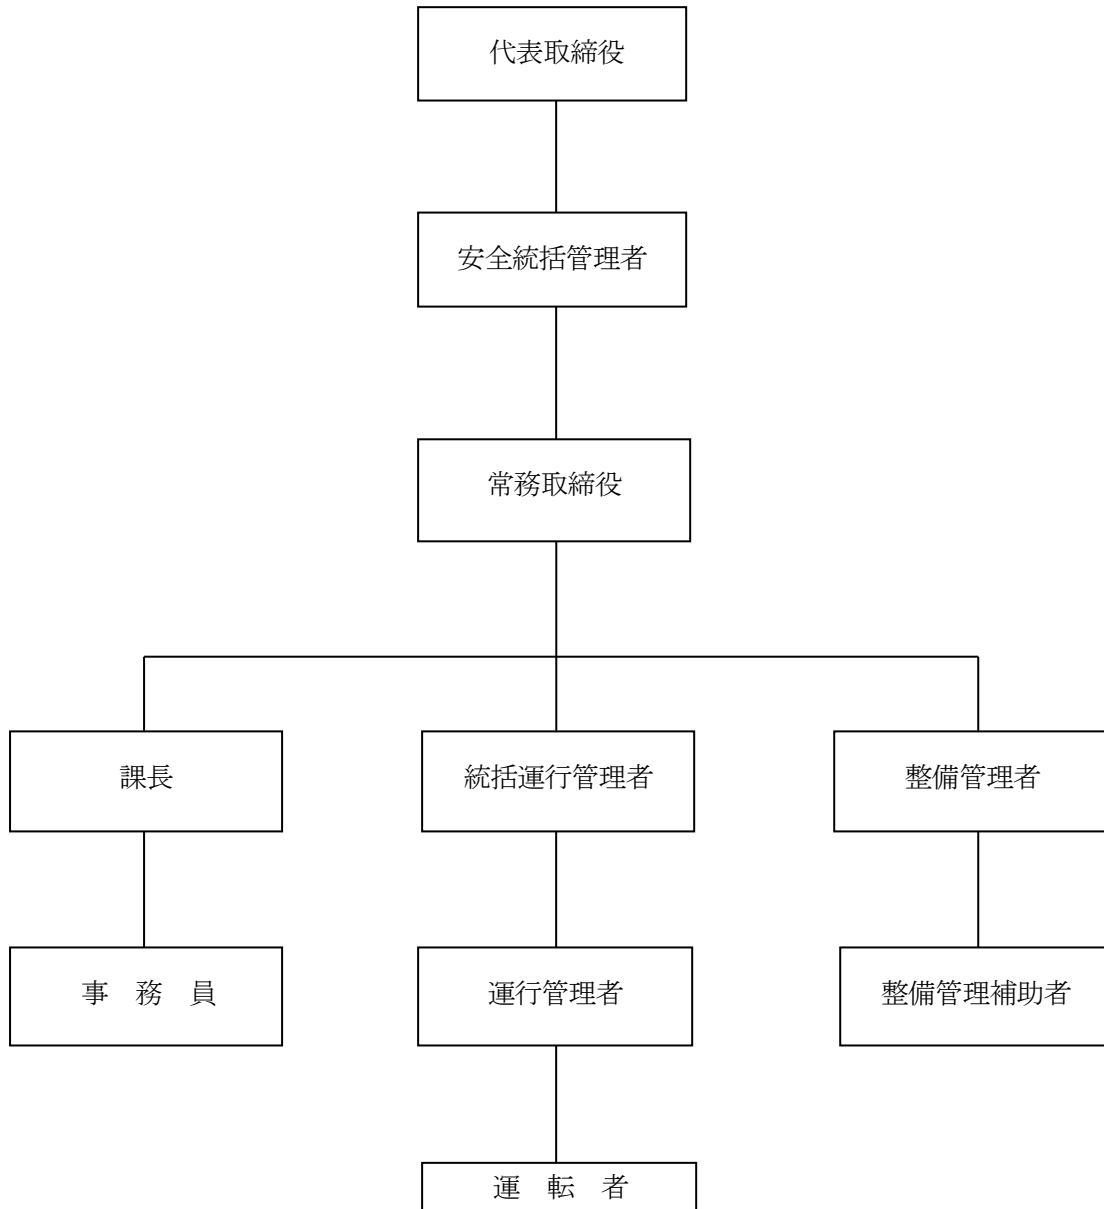 代表取締役
安全統括管理者
常務取締役
課長
統括運行管理者
整備管理者
事　務　員
運行管理者
整備管理補助者
運　転　者